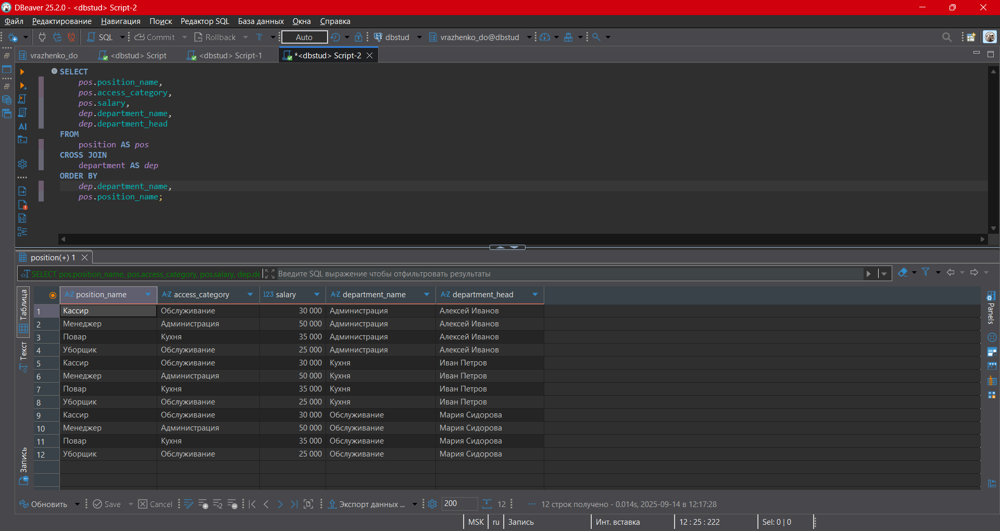 DBeaver 25.2.0 - <dbstud> Script-2
Файл Редактирование Навигация Поиск Редактор SQL База данных Окна Справка
SQL Commit Rollback T Auto dbstud vrazhenko_do@dbstud
vrazhenko_do <dbstud> Script <dbstud> Script-1 *<dbstud> Script-2
SELECT
pos.position_name,
pos.access_category,
pos.salary,
dep.department_name,
dep.department_head
FROM
position AS pos
CROSS JOIN
department AS dep
ORDER BY
dep.department_name,
pos.position_name;
AI
position(+) 1
SELECT pos.position_name, pos.access_category, pos.salary, dep.de Введите SQL выражение чтобы отфильтровать результаты
Таблица
Текст
Запись
A-Z position_name A-Z access_category 123 salary A-Z department_name A-Z department_head
1 Кассир Обслуживание 30 000 Администрация Алексей Иванов
2 Менеджер Администрация 50 000 Администрация Алексей Иванов
3 Повар Кухня 35 000 Администрация Алексей Иванов
4 Уборщик Обслуживание 25 000 Администрация Алексей Иванов
5 Кассир Обслуживание 30 000 Кухня Иван Петров
6 Менеджер Администрация 50 000 Кухня Иван Петров
7 Повар Кухня 35 000 Кухня Иван Петров
8 Уборщик Обслуживание 25 000 Кухня Иван Петров
9 Кассир Обслуживание 30 000 Обслуживание Мария Сидорова
10 Менеджер Администрация 50 000 Обслуживание Мария Сидорова
11 Повар Кухня 35 000 Обслуживание Мария Сидорова
12 Уборщик Обслуживание 25 000 Обслуживание Мария Сидорова
Panels
Обновить Save Cancel Экспорт данных ... 200 12 ... 12 строк получено - 0.014s, 2025-09-14 в 12:17:28
MSK ru Запись Инт. вставка 12 : 25 : 222 Sel: 0 | 0